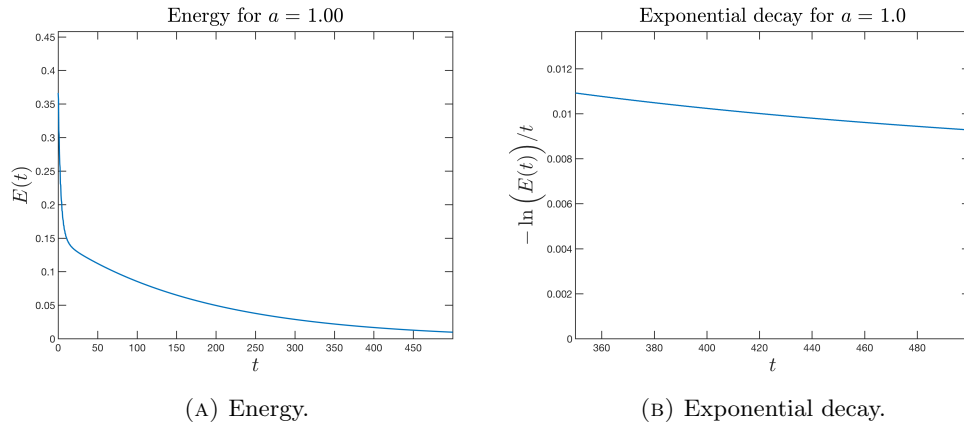 Energy for a = 1.00
0.45
0.4
0.35
0.3
0.25
0.2
0.15
0.1
0.05
0
E(t)
0 50 100 150 200 250 300 350 400 450
t
(A) Energy.
Exponential decay for a = 1.0
0.012
0.01
0.008
0.006
0.004
0.002
0
− ln (E(t))/t
360 380 400 420 440 460 480
t
(B) Exponential decay.